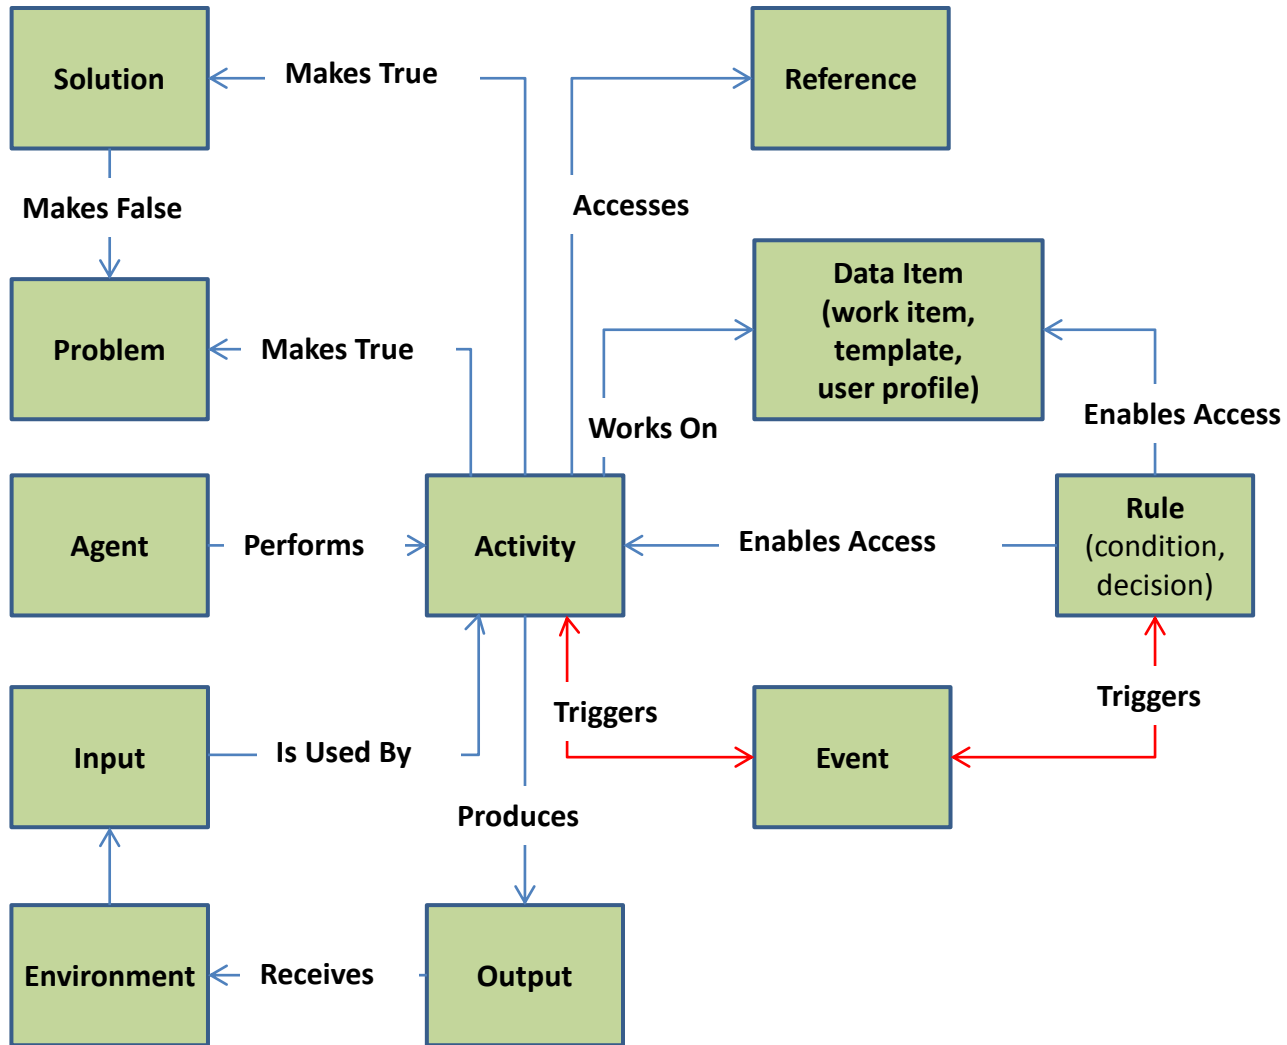 Solution
Makes True
Reference
Makes False
Accesses
Data Item
(work item,
template,
user profile)
Problem
Makes True
Works On
Enables Access
Agent
Performs
Activity
Enables Access
Rule
(condition,
decision)
Input
Is Used By
Triggers
Event
Triggers
Produces
Environment
Receives
Output